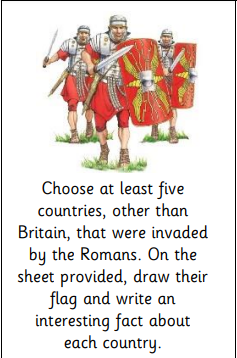 Choose at least five
countries, other than
Britain, that were invaded
by the Romans. On the
sheet provided, draw their
flag and write an
interesting fact about
each country.